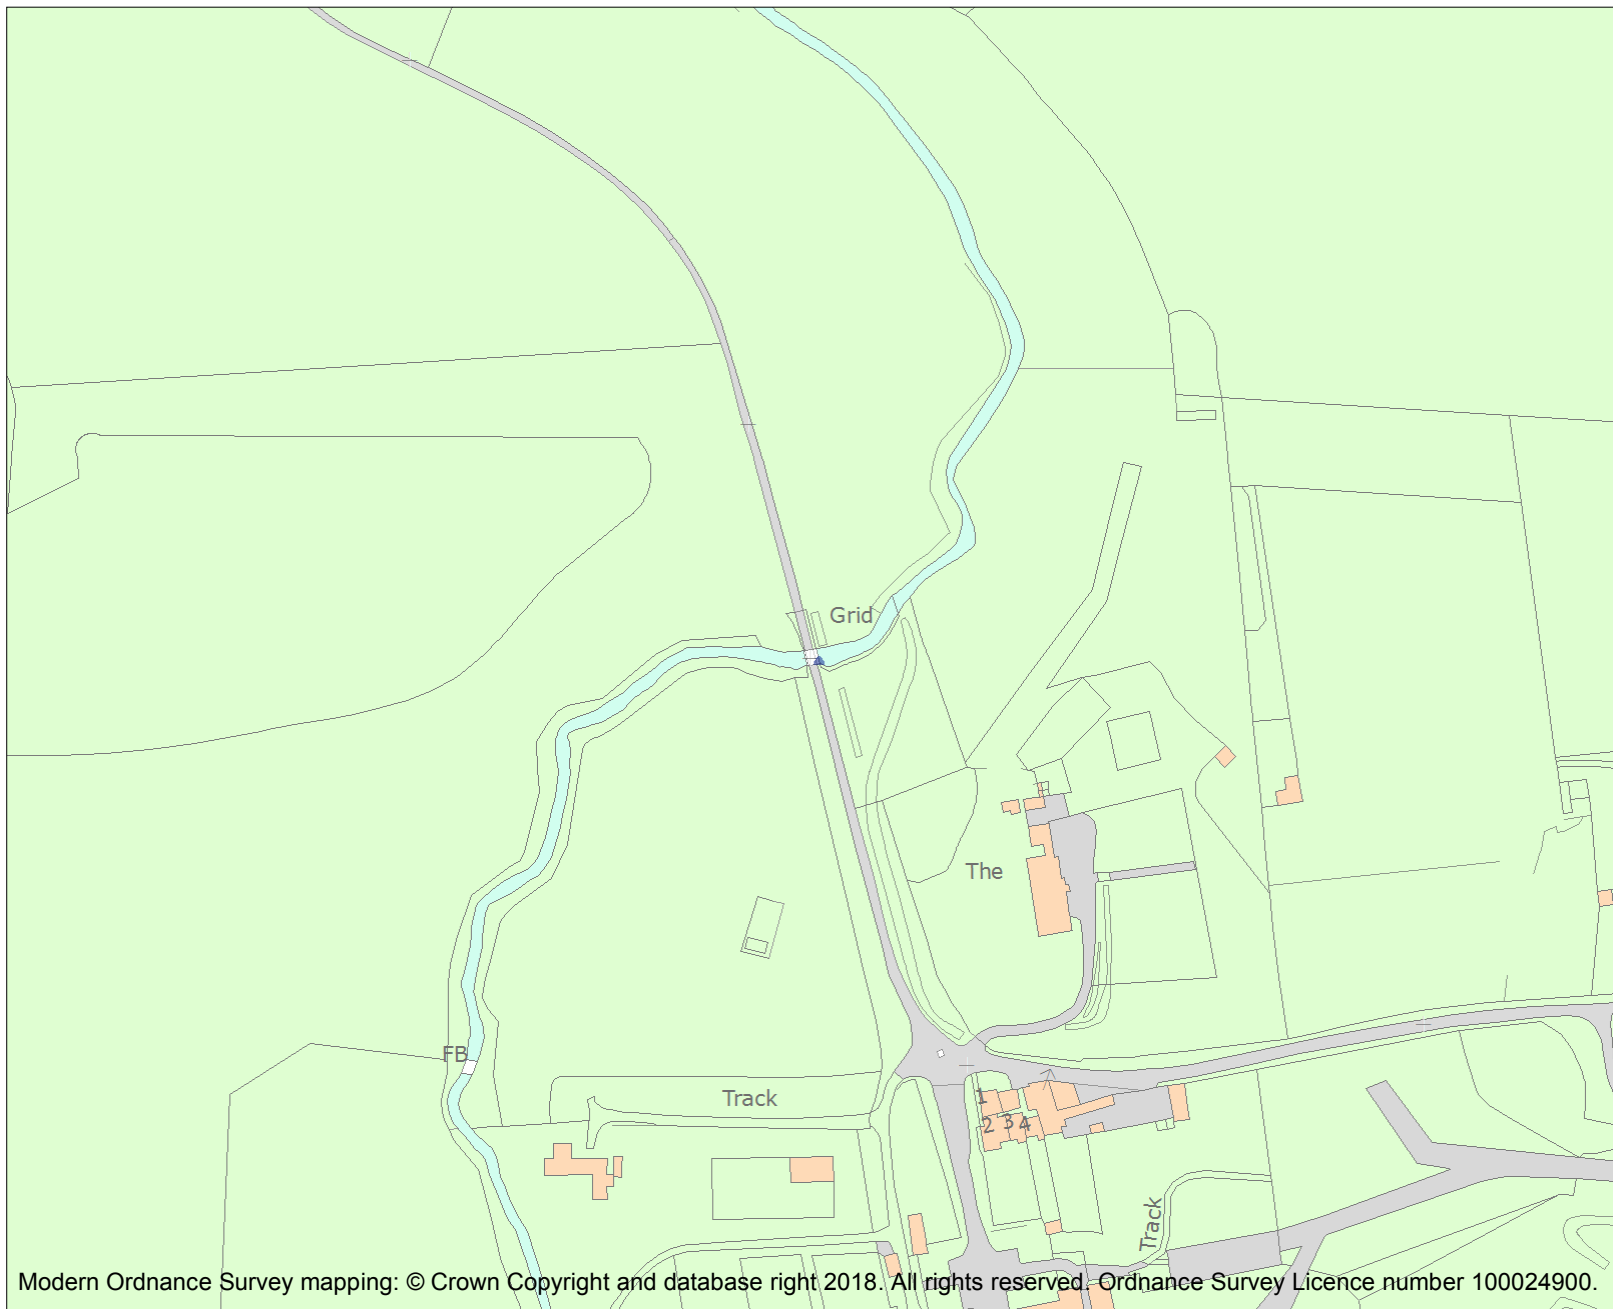 Grid
The
FB
Track
1
2 3 4
Track
Modern Ordnance Survey mapping: © Crown Copyright and database right 2018. All rights reserved. Ordnance Survey Licence number 100024900.